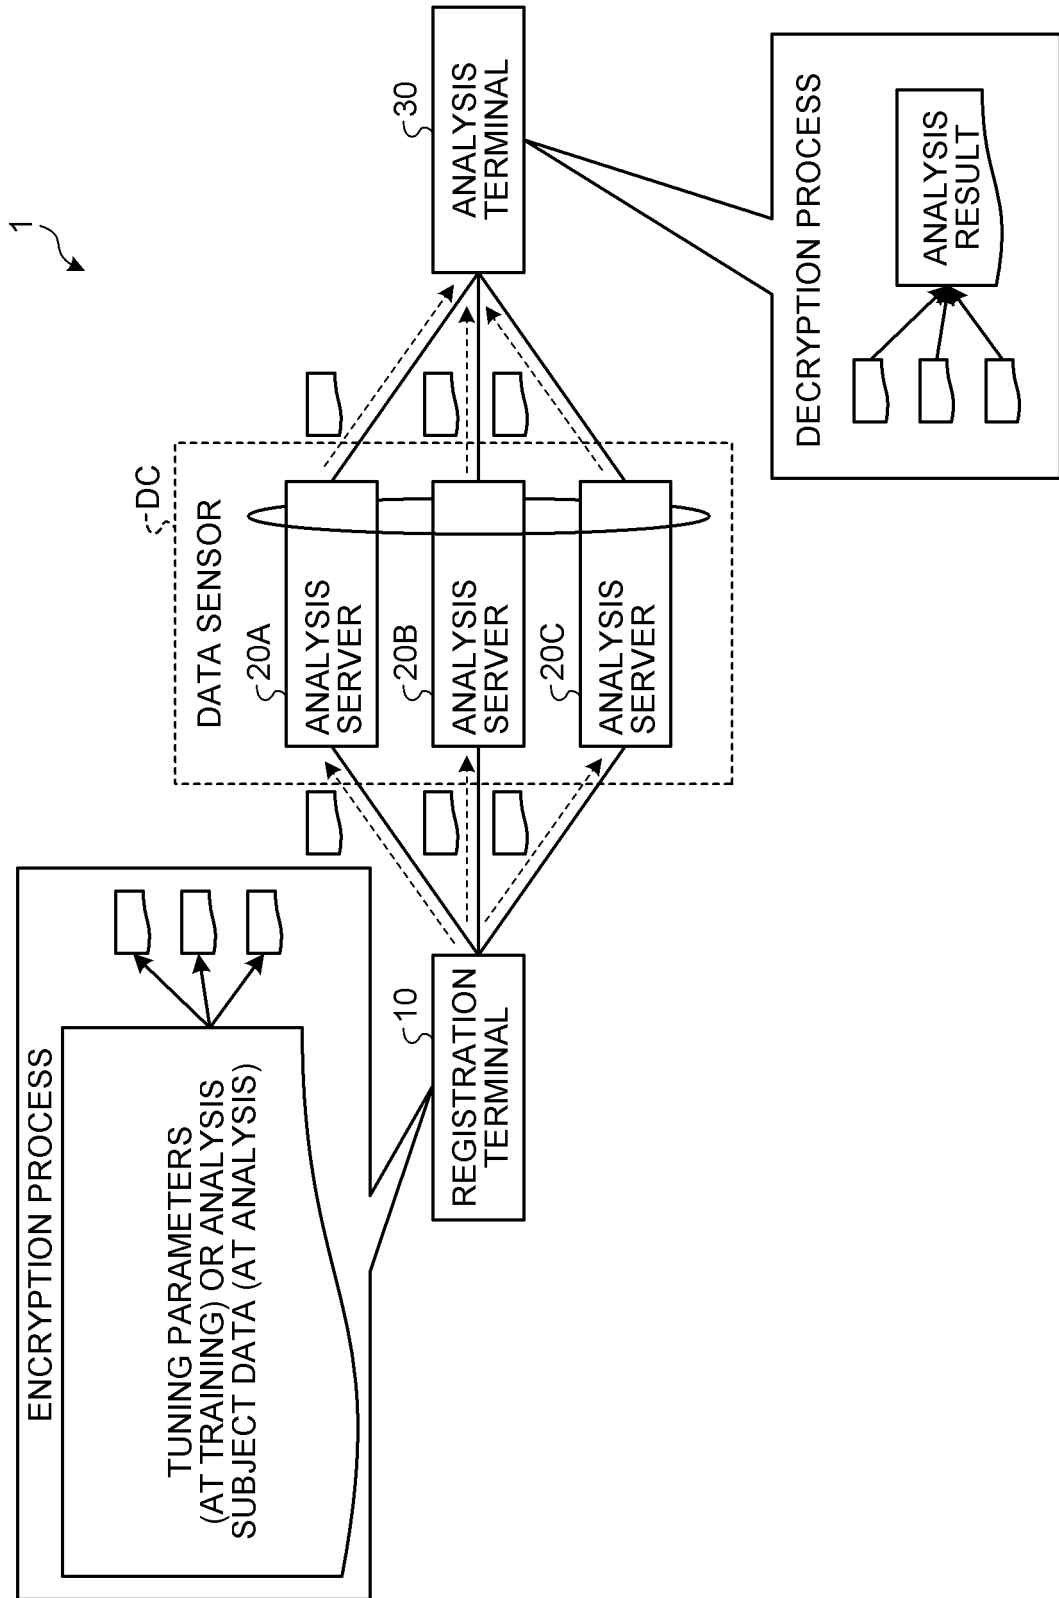 1
ENCRYPTION PROCESS
TUNING PARAMETERS
(AT TRAINING) OR ANALYSIS
SUBJECT DATA (AT ANALYSIS)
10
REGISTRATION
TERMINAL
DC
DATA SENSOR
20A
ANALYSIS
SERVER
20B
ANALYSIS
SERVER
20C
ANALYSIS
SERVER
30
ANALYSIS
TERMINAL
DECRYPTION PROCESS
ANALYSIS
RESULT